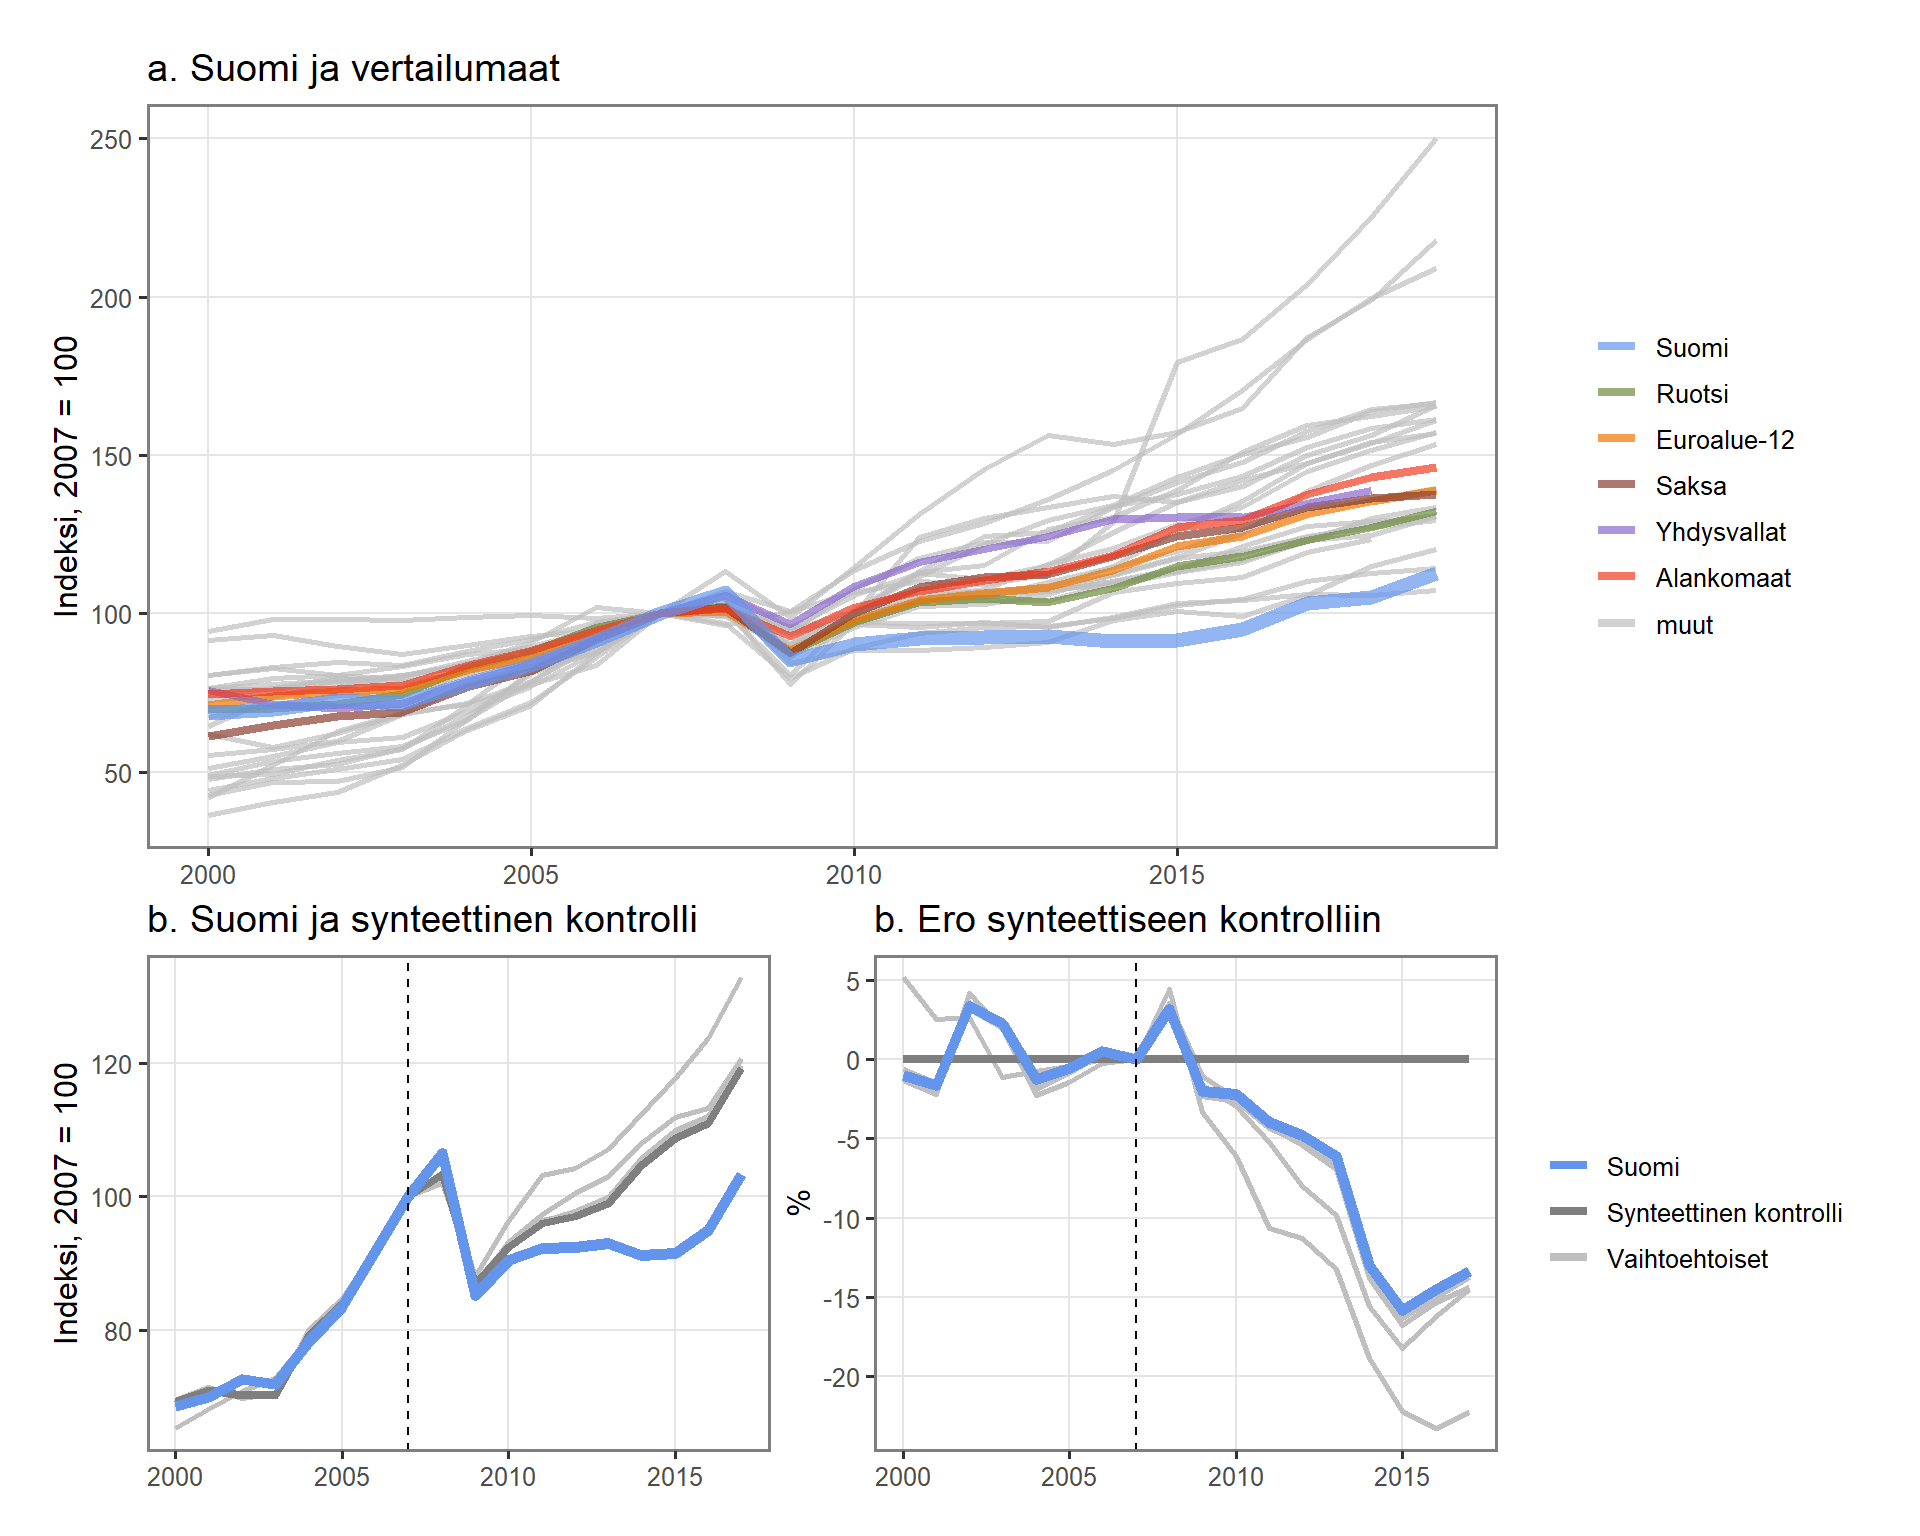 a. Suomi ja vertailumaat
Indeksi, 2007 = 100
250
200
150
100
50
2000
2005
2010
2015
Suomi
Ruotsi
Euroalue-12
Saksa
Yhdysvallat
Alankomaat
muut
b. Suomi ja synteettinen kontrolli
Indeksi, 2007 = 100
120
100
80
2000
2005
2010
2015
b. Ero synteettiseen kontrolliin
%
5
0
-5
-10
-15
-20
2000
2005
2010
2015
Suomi
Synteettinen kontrolli
Vaihtoehtoiset